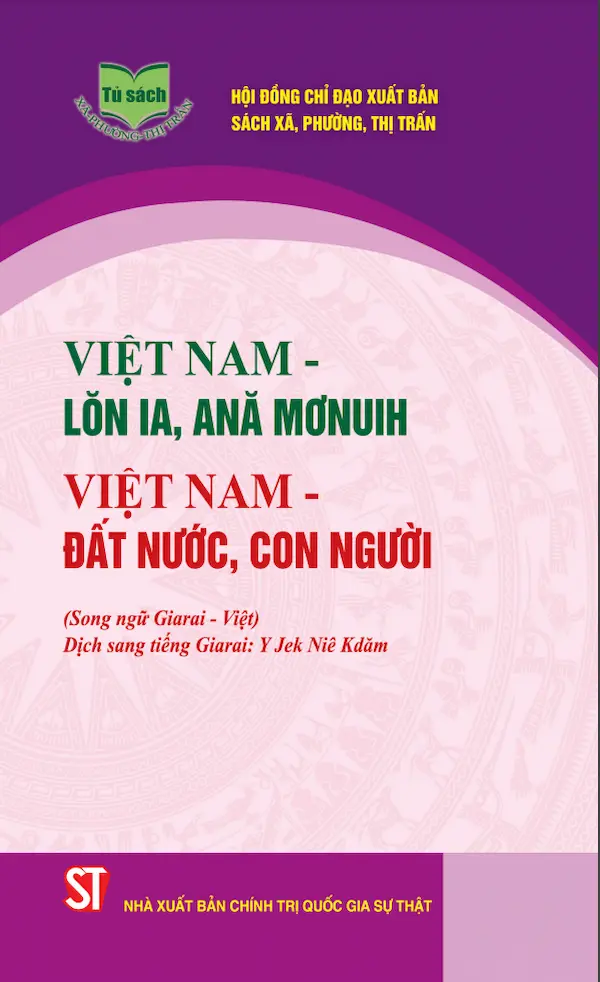 Tủ sách
XÃ-PHƯỜNG-THỊ TRẤN
HỘI ĐỒNG CHỈ ĐẠO XUẤT BẢN
SÁCH XÃ, PHƯỜNG, THỊ TRẤN
VIỆT NAM -
LŎN IA, ANĂ MƠNUIH
VIỆT NAM -
ĐẤT NƯỚC, CON NGƯỜI
(Song ngữ Giarai - Việt)
Dịch sang tiếng Giarai: Y Jek Niê Kdăm
ST
NHÀ XUẤT BẢN CHÍNH TRỊ QUỐC GIA SỰ THẬT